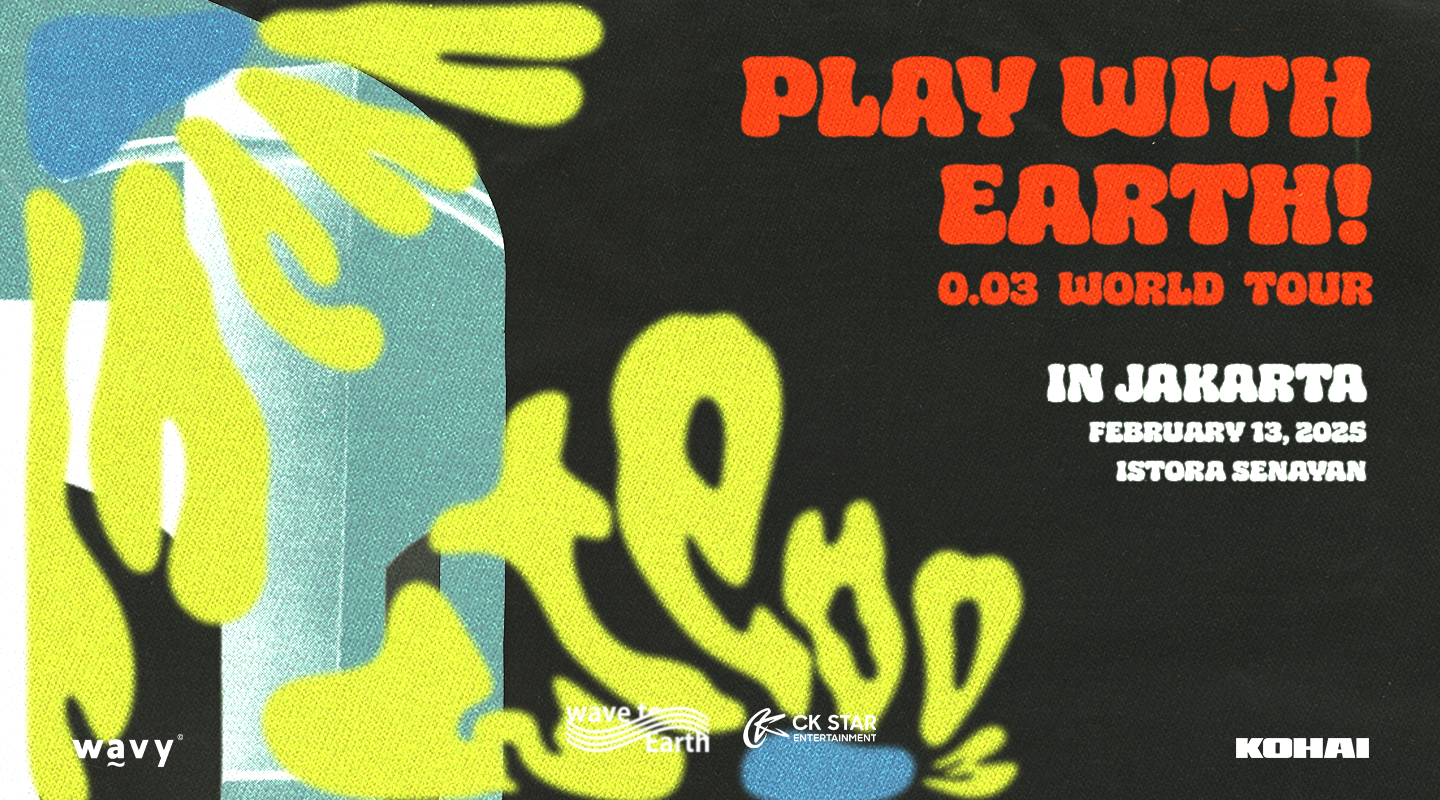 PLAY WITH
EARTH!
0.03 WORLD TOUR
IN JAKARTA
FEBRUARY 13, 2025
ISTORA SENAYAN
wavy©
wave to
Earth
CK STAR
ENTERTAINMENT
KOHAI